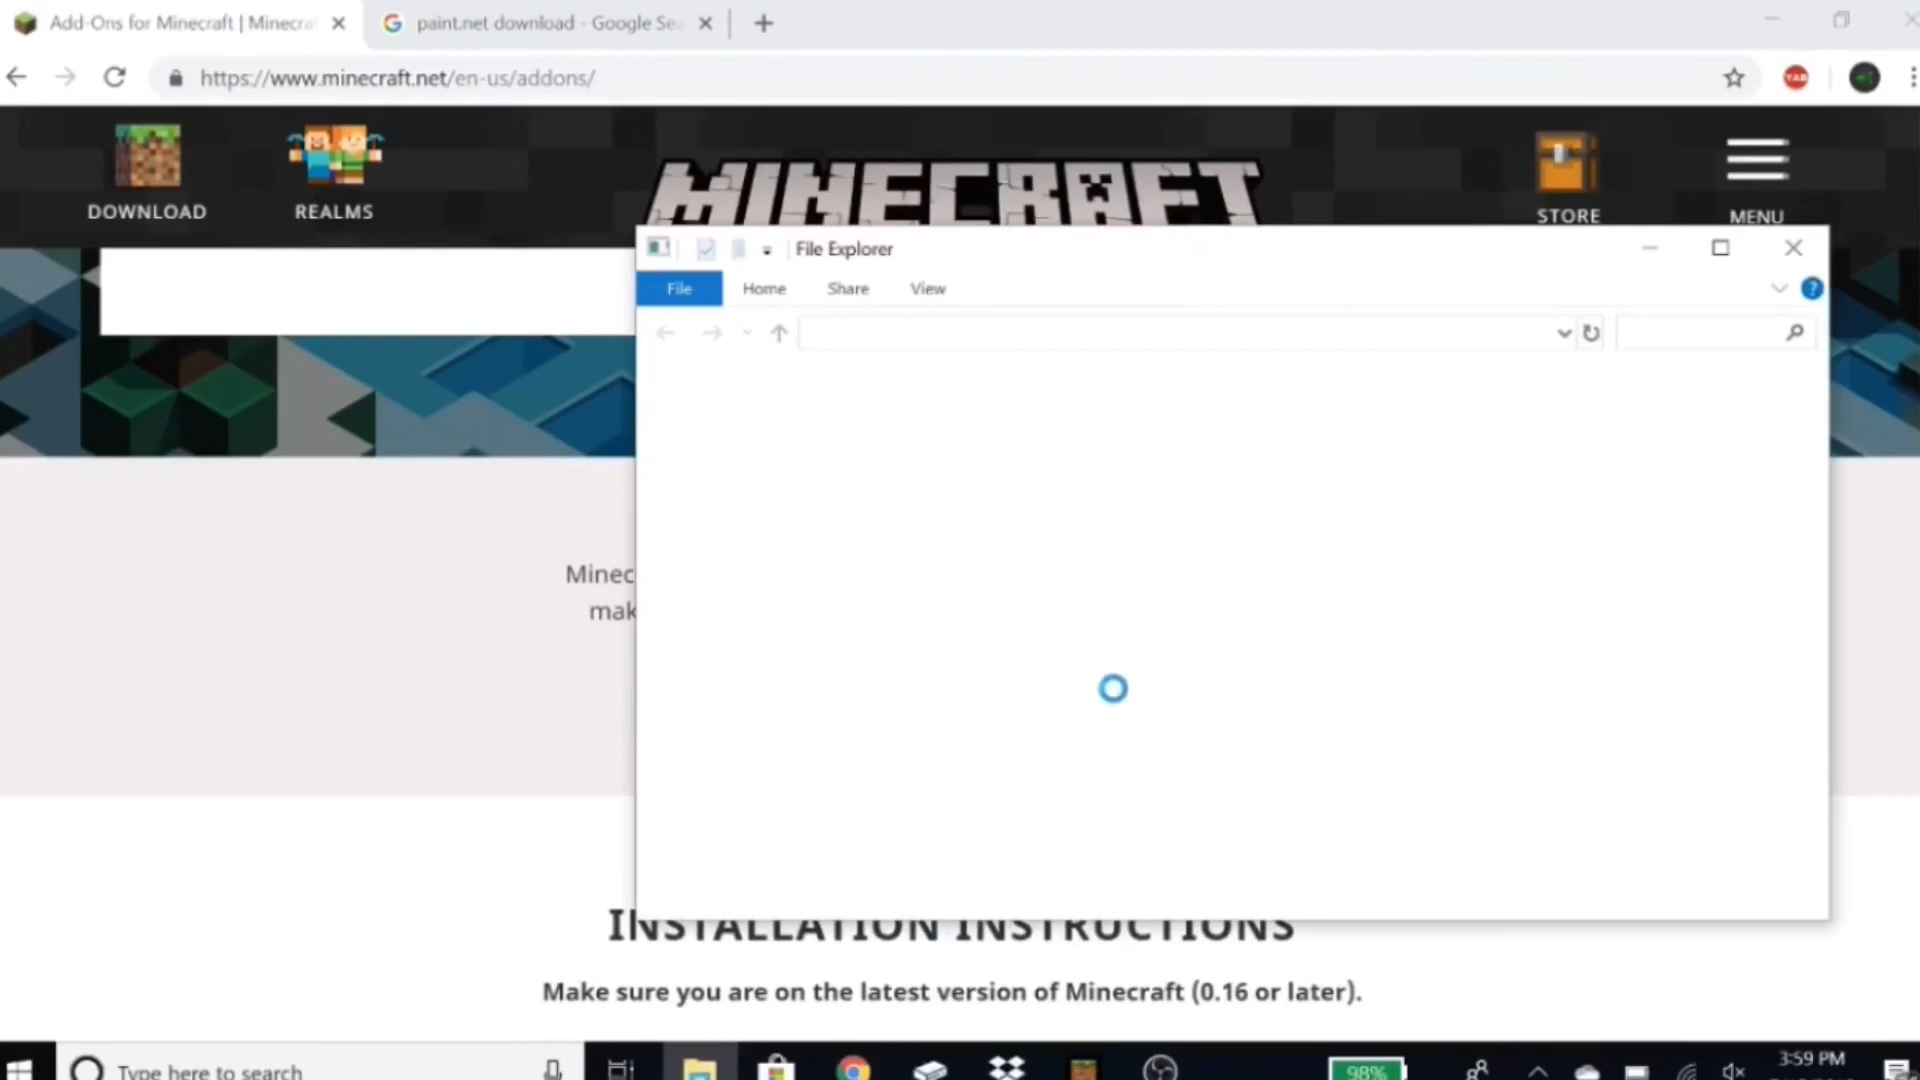 Add-Ons for Minecraft | Minecra
paint.net download - Google Sea
https://www.minecraft.net/en-us/addons/
DOWNLOAD
REALMS
MINECRAFT
STORE
MENU
File Explorer
File Home Share View
Minec
mak
INSTALLATION INSTRUCTIONS
Make sure you are on the latest version of Minecraft (0.16 or later).
Type here to search
98%
3:59 PM